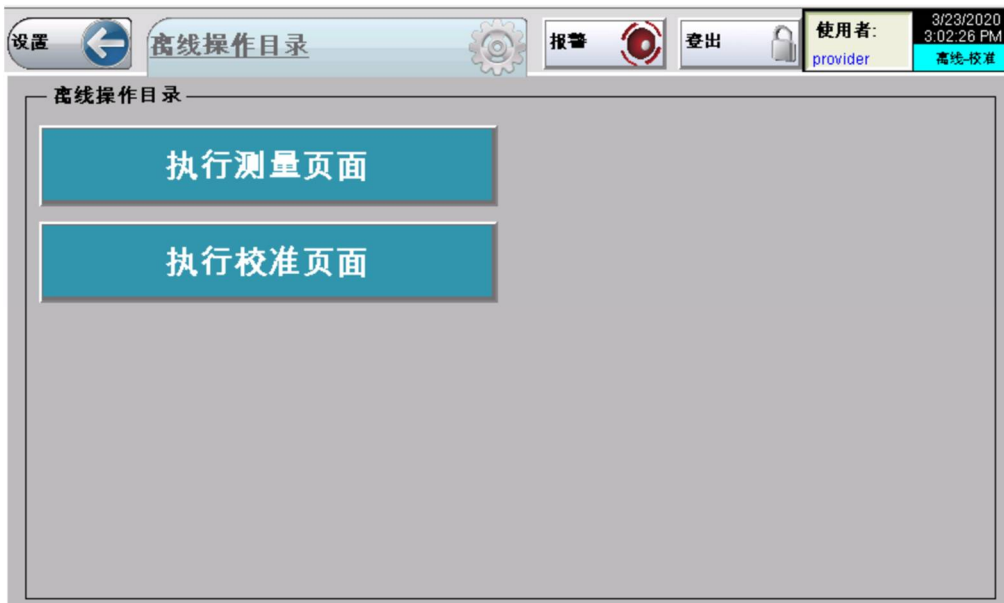 设置
离线操作目录
报警
登出
使用者:
provider
3/23/2020
3:02:26 PM
离线-校准
离线操作目录
执行测量页面
执行校准页面